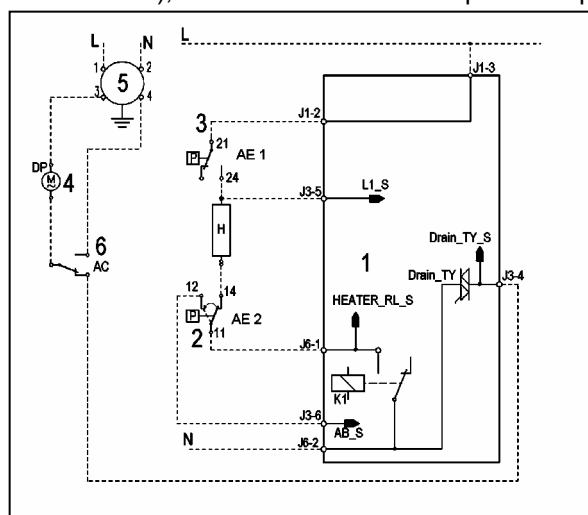 L N L
1 2
5
3 4
J1-3
J1-2
3
21
P AE 1
24
DP
M 4
J3-5 L1_S
H
6
AC
1
Drain_TY_S
Drain_TY
J3-4
12 14
HEATER_RL_S
P AE 2
2 11
J6-1
K1
J3-6
AB_S
N J6-2